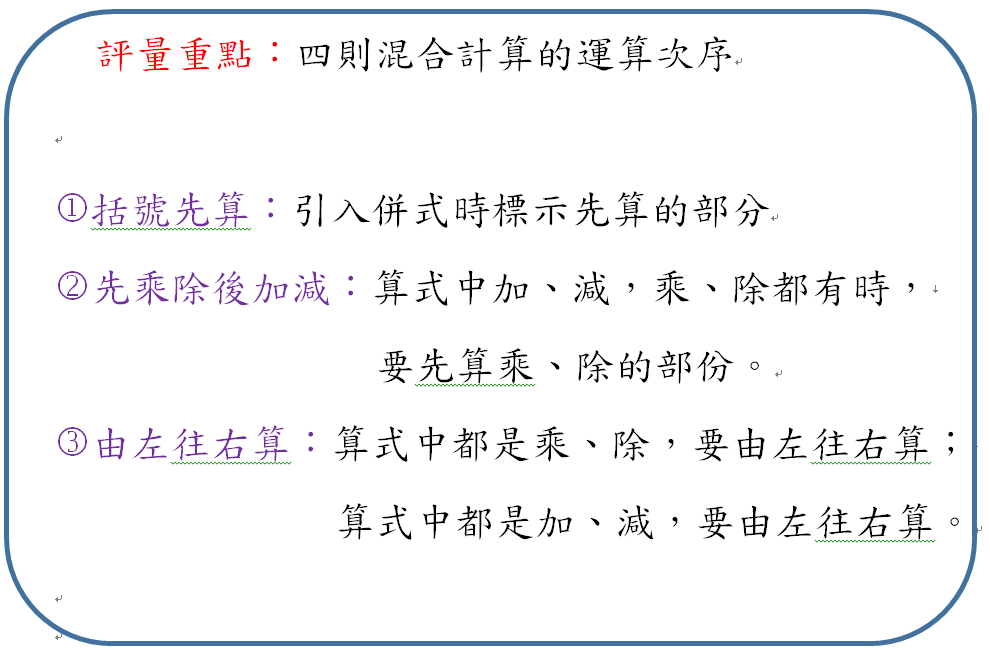 評量重點：四則混合計算的運算次序
①括號先算：引入併式時標示先算的部分
②先乘除後加減：算式中加、減，乘、除都有時，
要先算乘、除的部份。
③由左往右算：算式中都是乘、除，要由左往右算；
算式中都是加、減，要由左往右算。